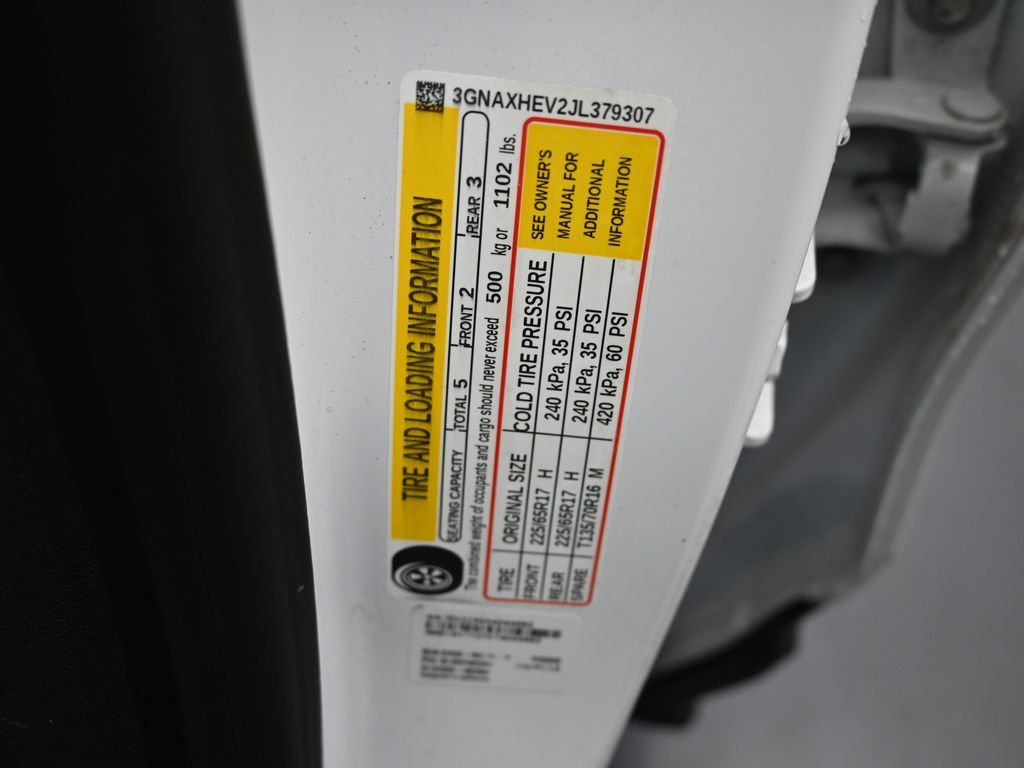 3GNAXHEV2JL379307
TIRE AND LOADING INFORMATION
SEATING CAPACITY TOTAL 5 FRONT 2 REAR 3
The combined weight of occupants and cargo should never exceed 500 kg or 1102 lbs.
TIRE ORIGINAL SIZE COLD TIRE PRESSURE
FRONT 225/65R17 H 240 kPa, 35 PSI
REAR 225/65R17 H 240 kPa, 35 PSI
SPARE T135/70R16 M 420 kPa, 60 PSI
SEE OWNER'S
MANUAL FOR
ADDITIONAL
INFORMATION